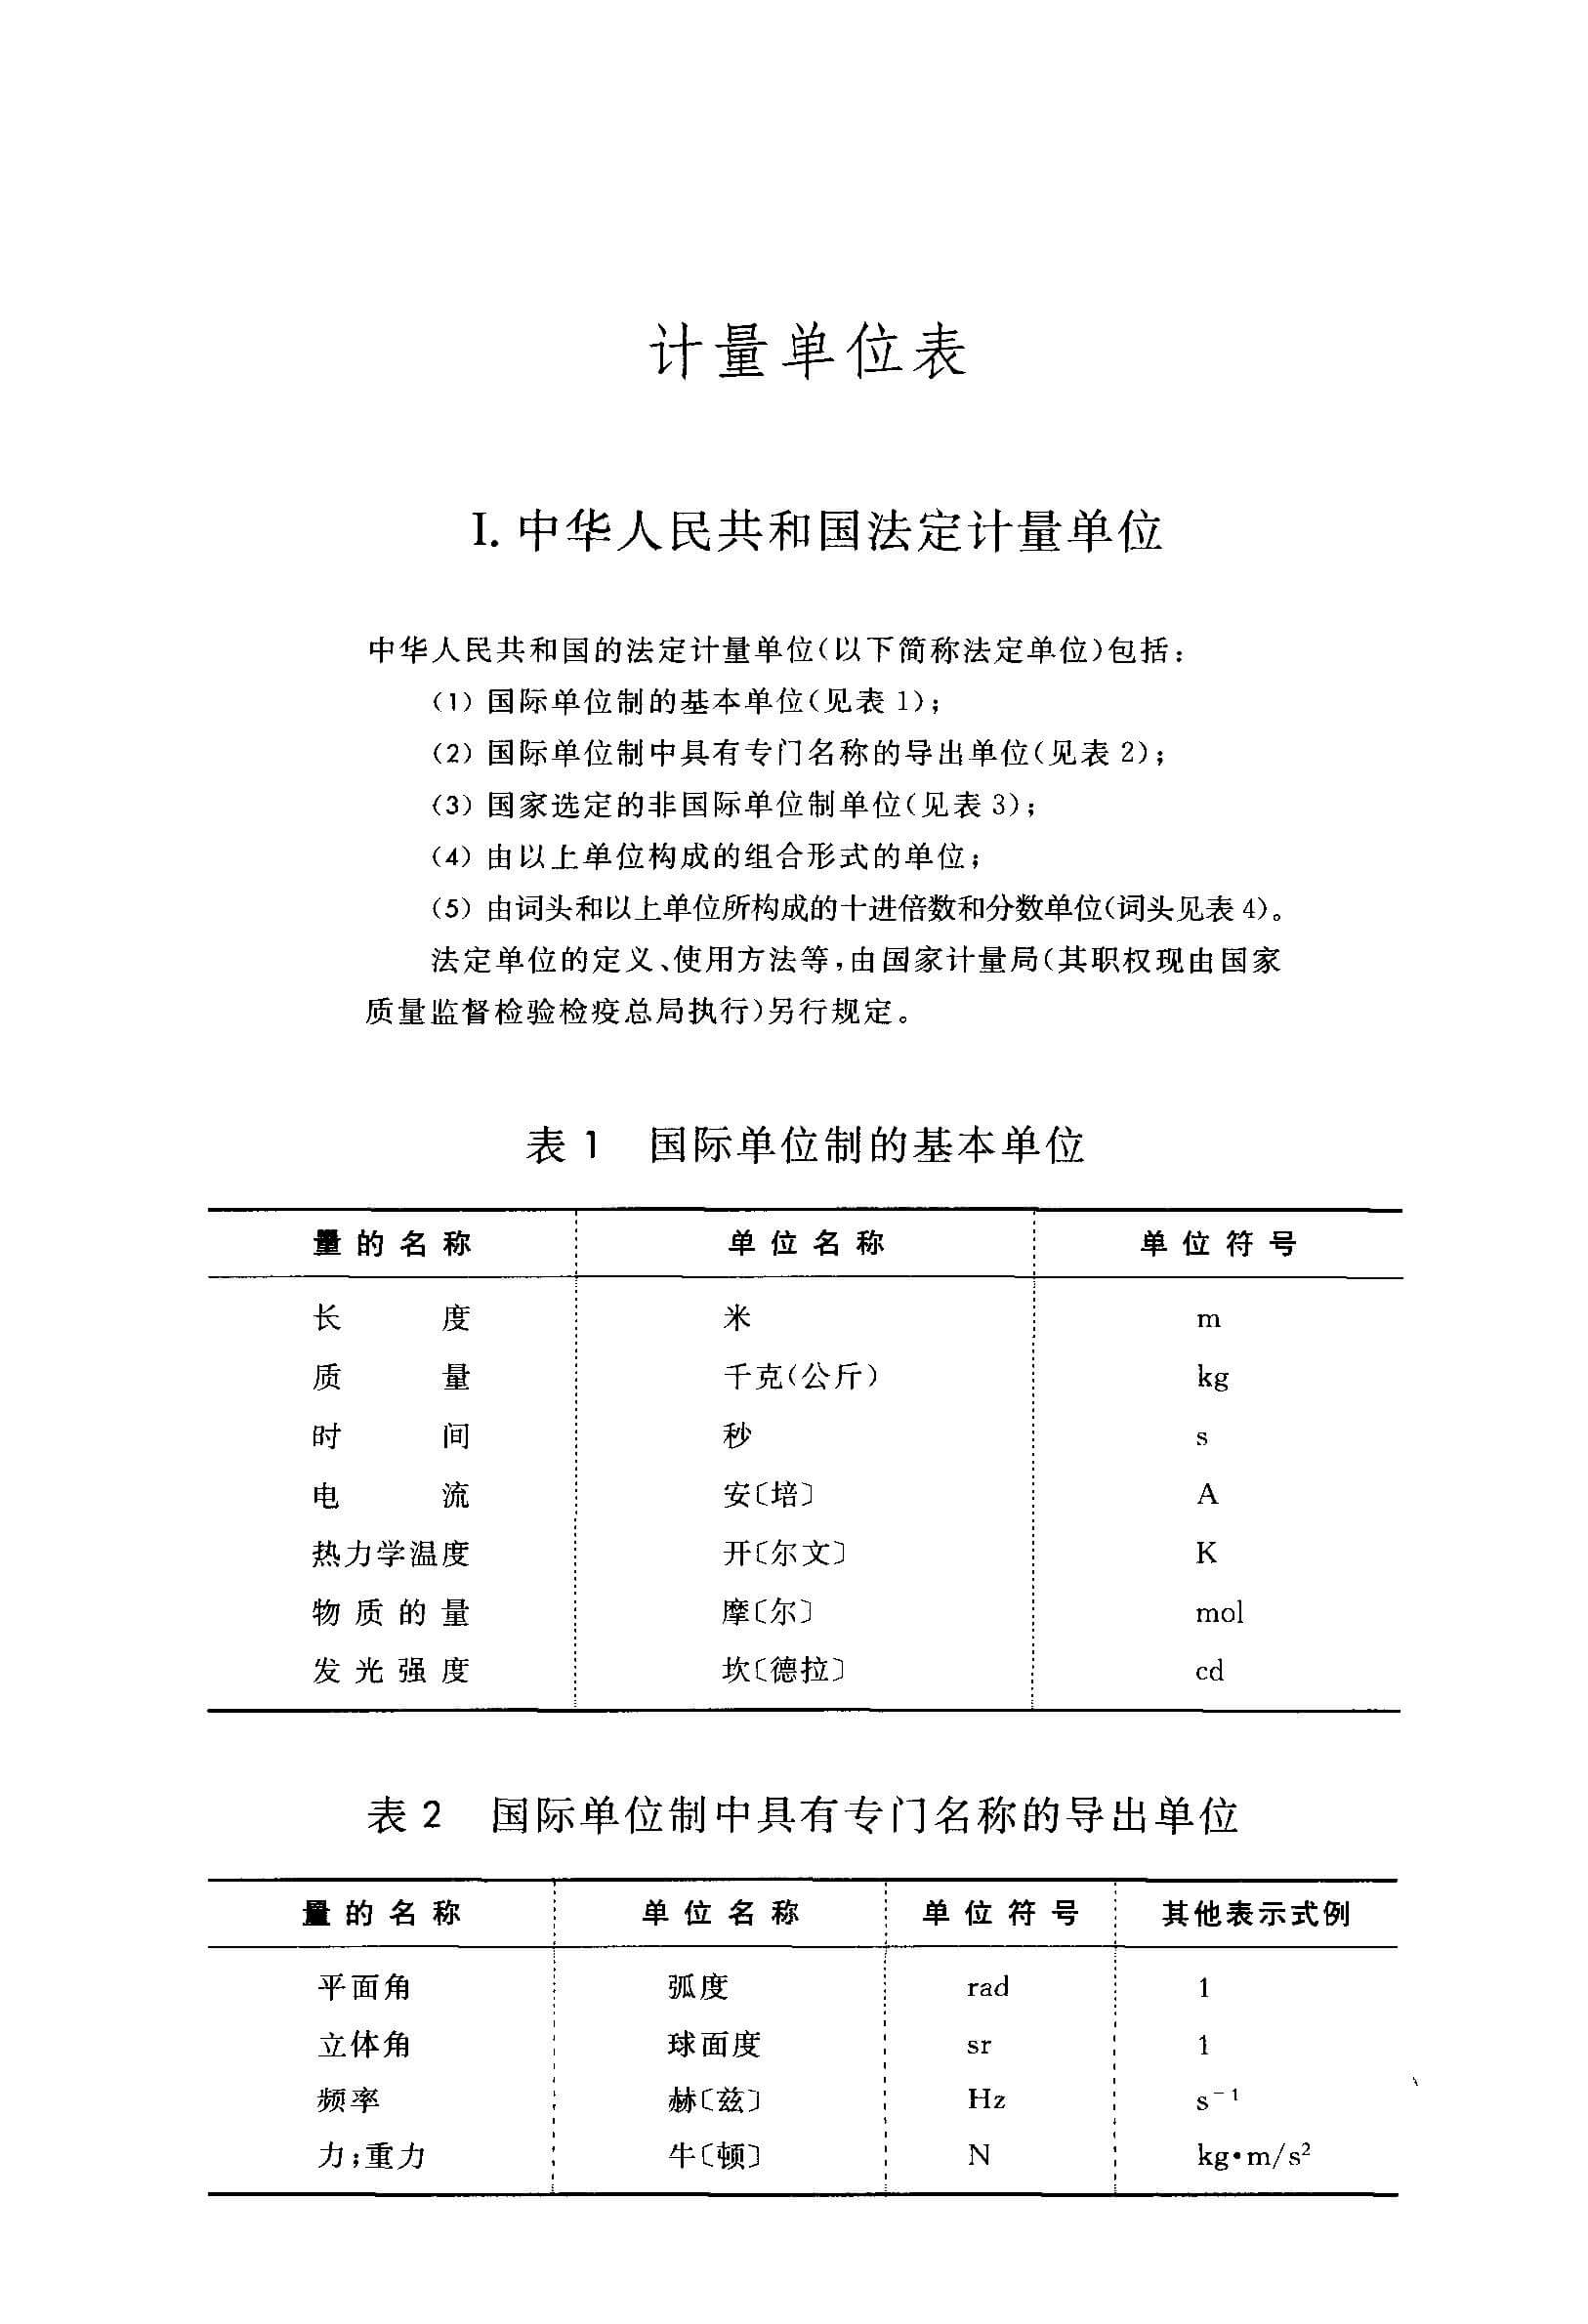 计量单位表
I. 中华人民共和国法定计量单位
中华人民共和国的法定计量单位(以下简称法定单位)包括:
(1) 国际单位制的基本单位(见表 1);
(2) 国际单位制中具有专门名称的导出单位(见表 2);
(3) 国家选定的非国际单位制单位(见表 3);
(4) 由以上单位构成的组合形式的单位;
(5) 由词头和以上单位所构成的十进倍数和分数单位(词头见表 4)。
法定单位的定义、使用方法等,由国家计量局(其职权现由国家
质量监督检验检疫总局执行)另行规定。
表 1 国际单位制的基本单位
量的名称 单位名称 单位符号
长度 米 m
质量 千克(公斤) kg
时间 秒 s
电流 安〔培〕 A
热力学温度 开〔尔文〕 K
物质的量 摩〔尔〕 mol
发光强度 坎〔德拉〕 cd
表 2 国际单位制中具有专门名称的导出单位
量的名称 单位名称 单位符号 其他表示式例
平面角 弧度 rad 1
立体角 球面度 sr 1
频率 赫〔兹〕 Hz s⁻¹
力;重力 牛〔顿〕 N kg•m/s²